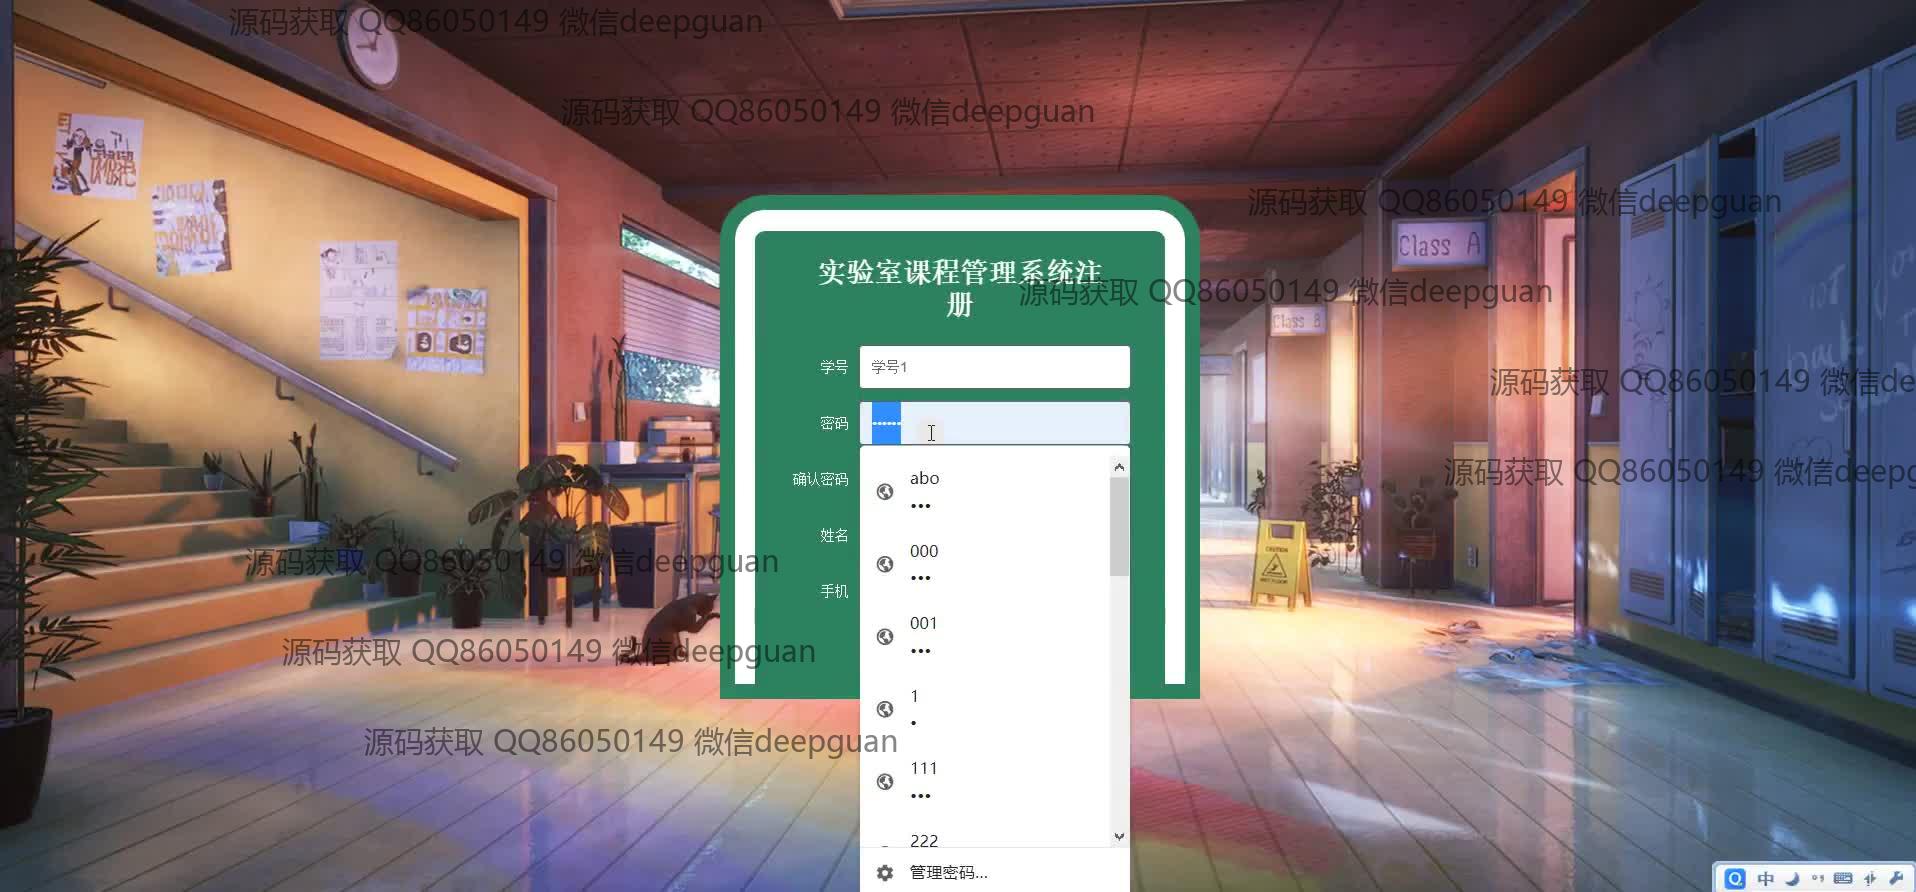 源码获取 QQ86050149 微信deepguan
源码获取 QQ86050149 微信deepguan
源码获取 QQ86050149 微信deepguan
Class A
实验室课程管理系统注
册
源码获取 QQ86050149 微信deepguan
Class B
学号 学号1
源码获取 QQ86050149 微信de
密码 ••••••
源码获取 QQ86050149 微信deepg
确认密码
abo
•••
姓名
000
•••
源码获取 QQ86050149 微信deepguan
CAUTION
WET FLOOR
手机
001
•••
源码获取 QQ86050149 微信deepguan
1
•
源码获取 QQ86050149 微信deepguan
111
•••
222
管理密码...
中